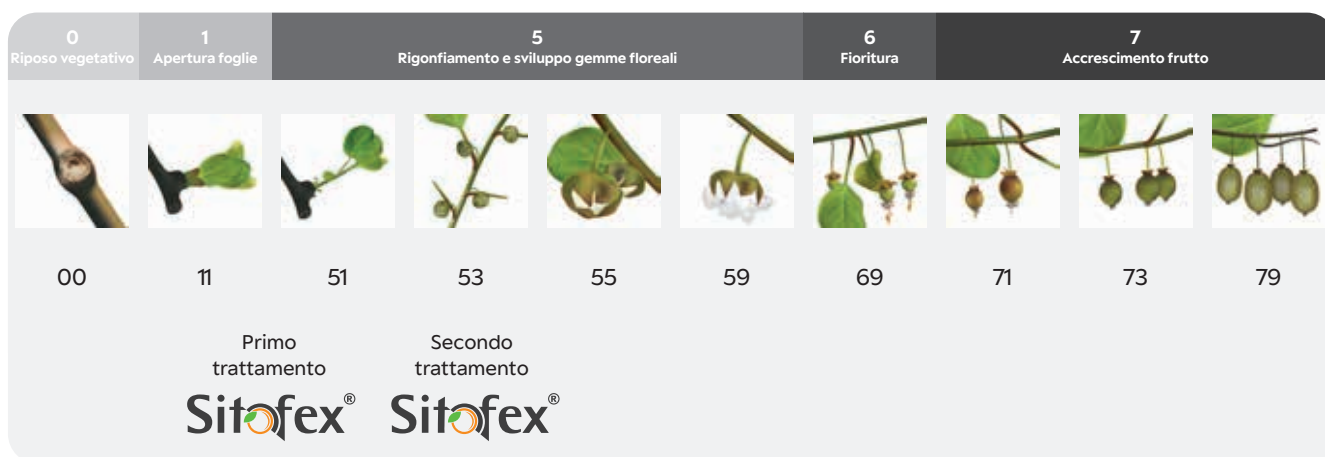 0
Riposo vegetativo
1
Apertura foglie
5
Rigonfiamento e sviluppo gemme floreali
6
Fioritura
7
Accrescimento frutto
00
11
51
53
55
59
69
71
73
79
Primo
trattamento
Sitofex®
Secondo
trattamento
Sitofex®